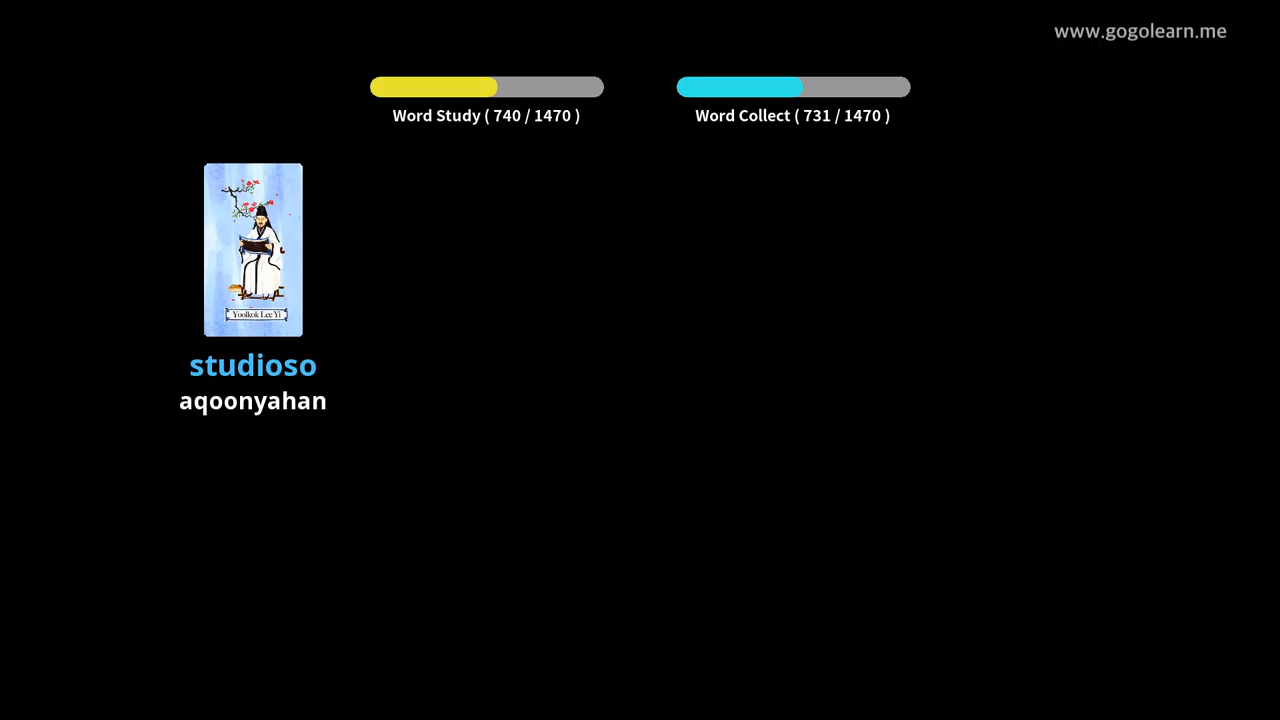 www.gogolearn.me
Word Study ( 740 / 1470 )
Word Collect ( 731 / 1470 )
Yoolkok Lee Yi
studioso
aqoonyahan